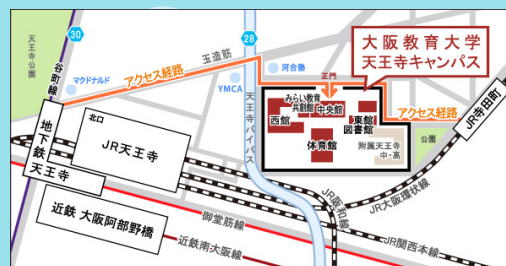 大阪教育大学
天王寺キャンパス
30
28
天王寺公園
谷町線
マクドナルド
アクセス経路
玉造筋
YMCA
河合塾
天王寺バイパス
正門
みらい教育
共創館
中央館
西館
東館
図書館
体育館
附属天王寺
中・高
アクセス経路
公園
JR寺田町
北口
JR天王寺
地下鉄
天王寺
近鉄 大阪阿部野橋
御堂筋線
近鉄南大阪線
JR阪和線
JR大阪環状線
JR関西本線